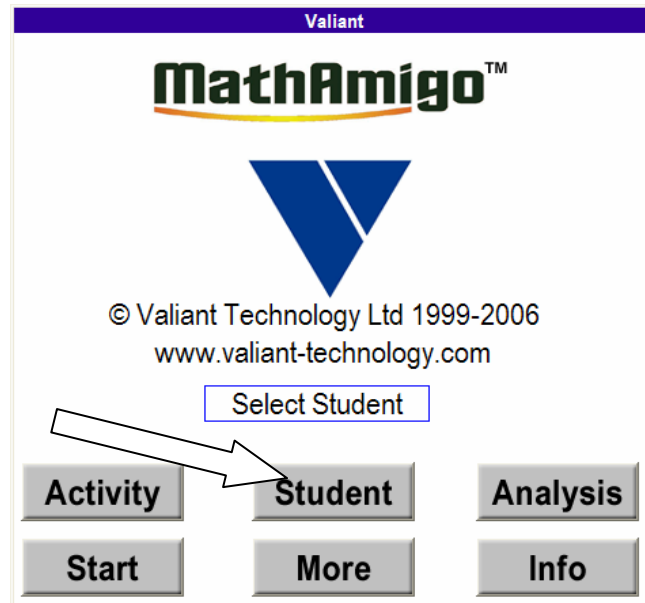 Valiant
MathAmigo™
© Valiant Technology Ltd 1999-2006
www.valiant-technology.com
Select Student
Activity Student Analysis
Start More Info